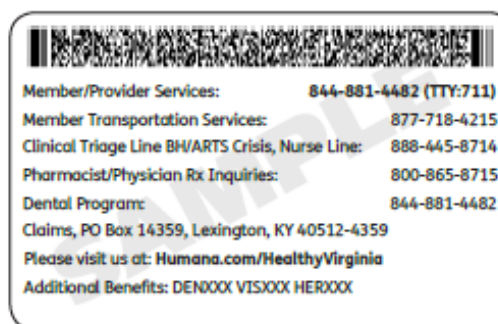 Member/Provider Services: 844-881-4482 (TTY:711)
Member Transportation Services: 877-718-4215
Clinical Triage Line BH/ARTS Crisis, Nurse Line: 888-445-8714
Pharmacist/Physician Rx Inquiries: 800-865-8715
Dental Program: 844-881-4482
Claims, PO Box 14359, Lexington, KY 40512-4359
Please visit us at: Humana.com/HealthyVirginia
Additional Benefits: DENXXX VISXXX HERXXX
SAMPLE